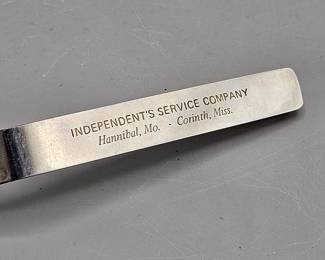 INDEPENDENT'S SERVICE COMPANY
Hannibal, Mo. - Corinth, Miss.